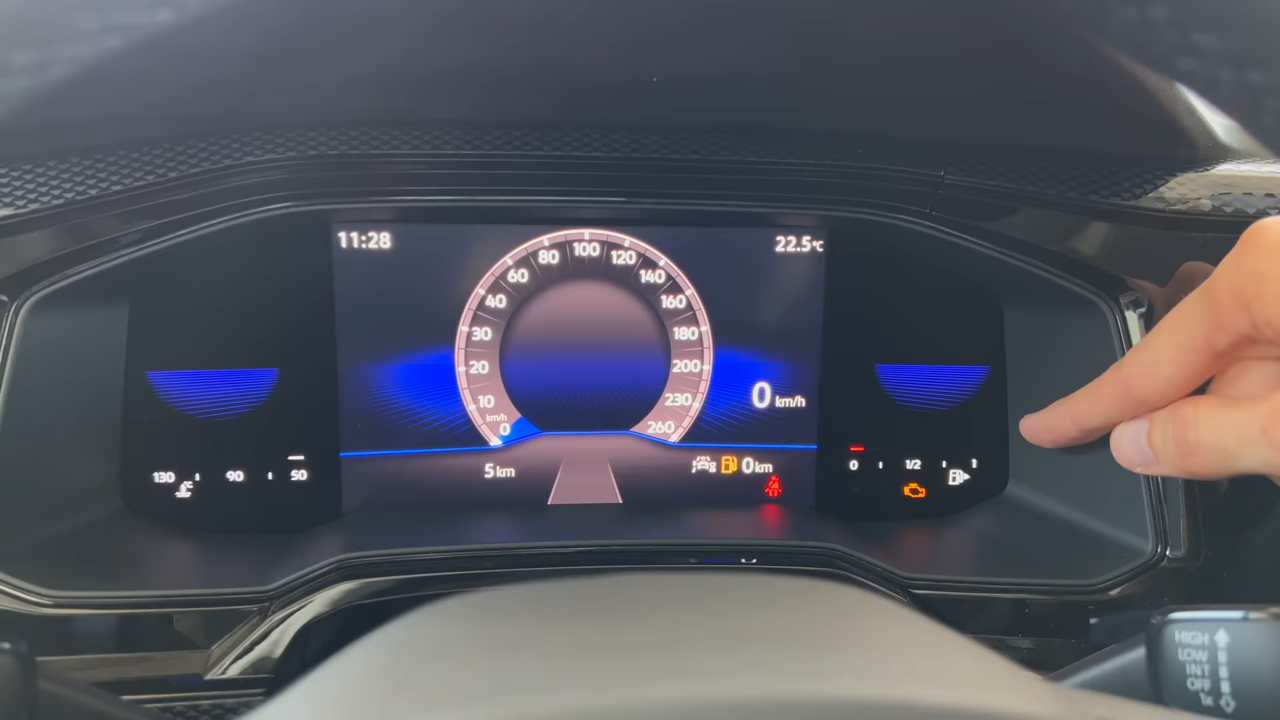 11:28
22.5°C
100
80 120
60 140
40 160
30 180
20 200
10 230
km/h
0 260
0 km/h
5 km
0 km
130 90 50
°C
0 1/2 1
HIGH
LOW
INT
OFF
1x